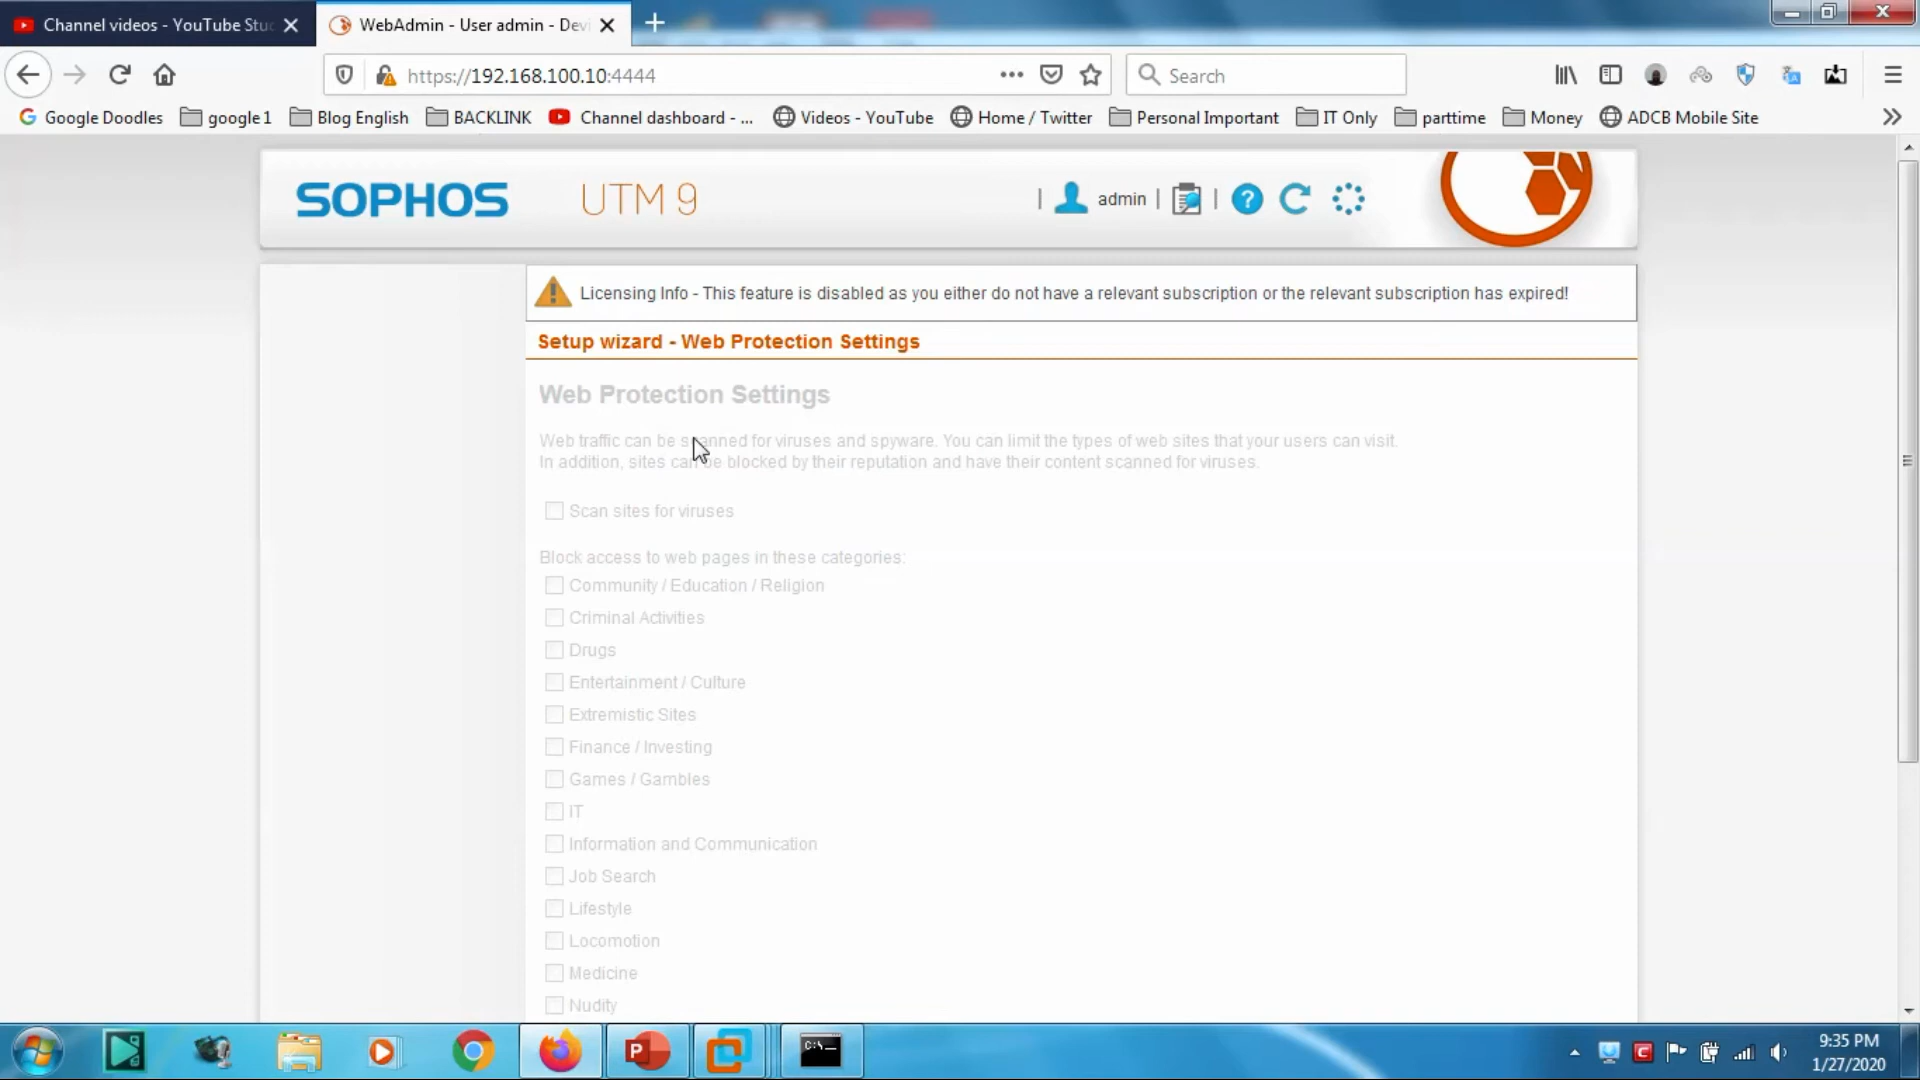 Channel videos - YouTube Stu
WebAdmin - User admin - Devi
https://192.168.100.10:4444
Search
Google Doodles
google1
Blog English
BACKLINK
Channel dashboard - ...
Videos - YouTube
Home / Twitter
Personal Important
IT Only
parttime
Money
ADCB Mobile Site
SOPHOS
UTM 9
| admin | | ?
Licensing Info - This feature is disabled as you either do not have a relevant subscription or the relevant subscription has expired!
Setup wizard - Web Protection Settings
Web Protection Settings
Web traffic can be scanned for viruses and spyware. You can limit the types of web sites that your users can visit.
In addition, sites can be blocked by their reputation and have their content scanned for viruses.
Scan sites for viruses
Block access to web pages in these categories:
Community / Education / Religion
Criminal Activities
Drugs
Entertainment / Culture
Extremistic Sites
Finance / Investing
Games / Gambles
IT
Information and Communication
Job Search
Lifestyle
Locomotion
Medicine
Nudity
9:35 PM
1/27/2020